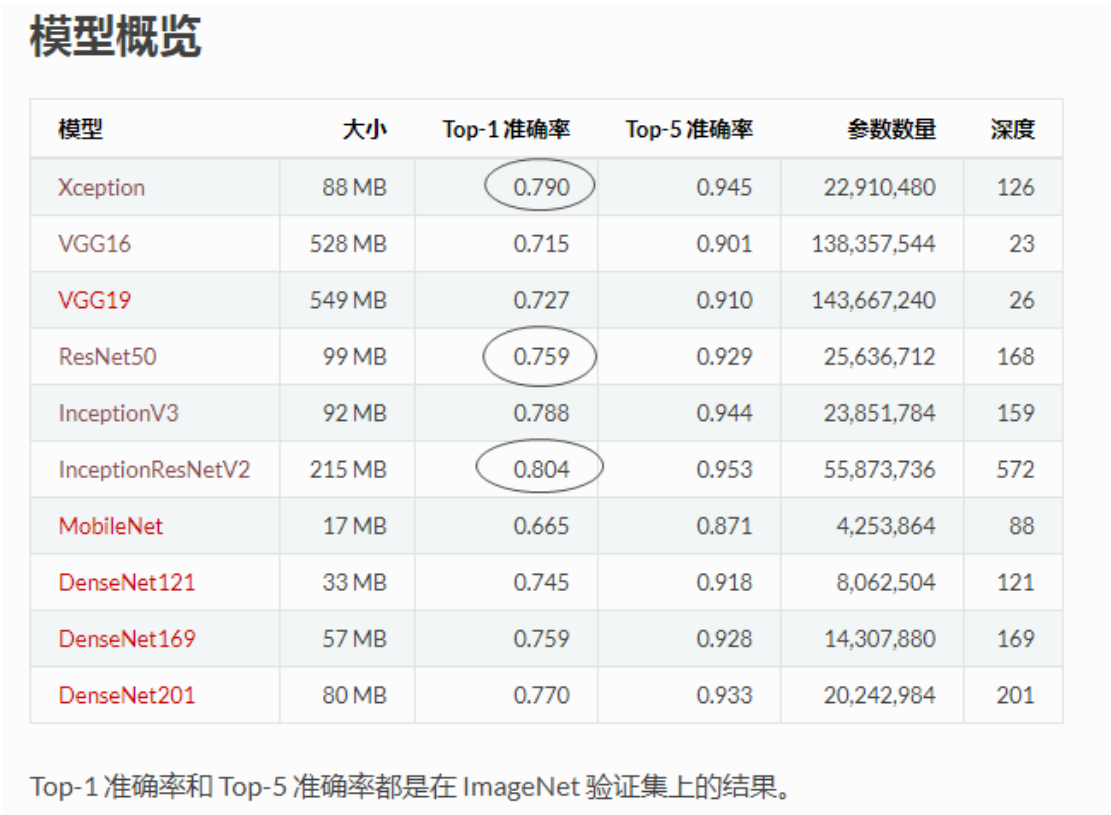 模型概览
模型 大小 Top-1 准确率 Top-5 准确率 参数数量 深度
Xception 88 MB 0.790 0.945 22,910,480 126
VGG16 528 MB 0.715 0.901 138,357,544 23
VGG19 549 MB 0.727 0.910 143,667,240 26
ResNet50 99 MB 0.759 0.929 25,636,712 168
InceptionV3 92 MB 0.788 0.944 23,851,784 159
InceptionResNetV2 215 MB 0.804 0.953 55,873,736 572
MobileNet 17 MB 0.665 0.871 4,253,864 88
DenseNet121 33 MB 0.745 0.918 8,062,504 121
DenseNet169 57 MB 0.759 0.928 14,307,880 169
DenseNet201 80 MB 0.770 0.933 20,242,984 201
Top-1 准确率和 Top-5 准确率都是在 ImageNet 验证集上的结果。